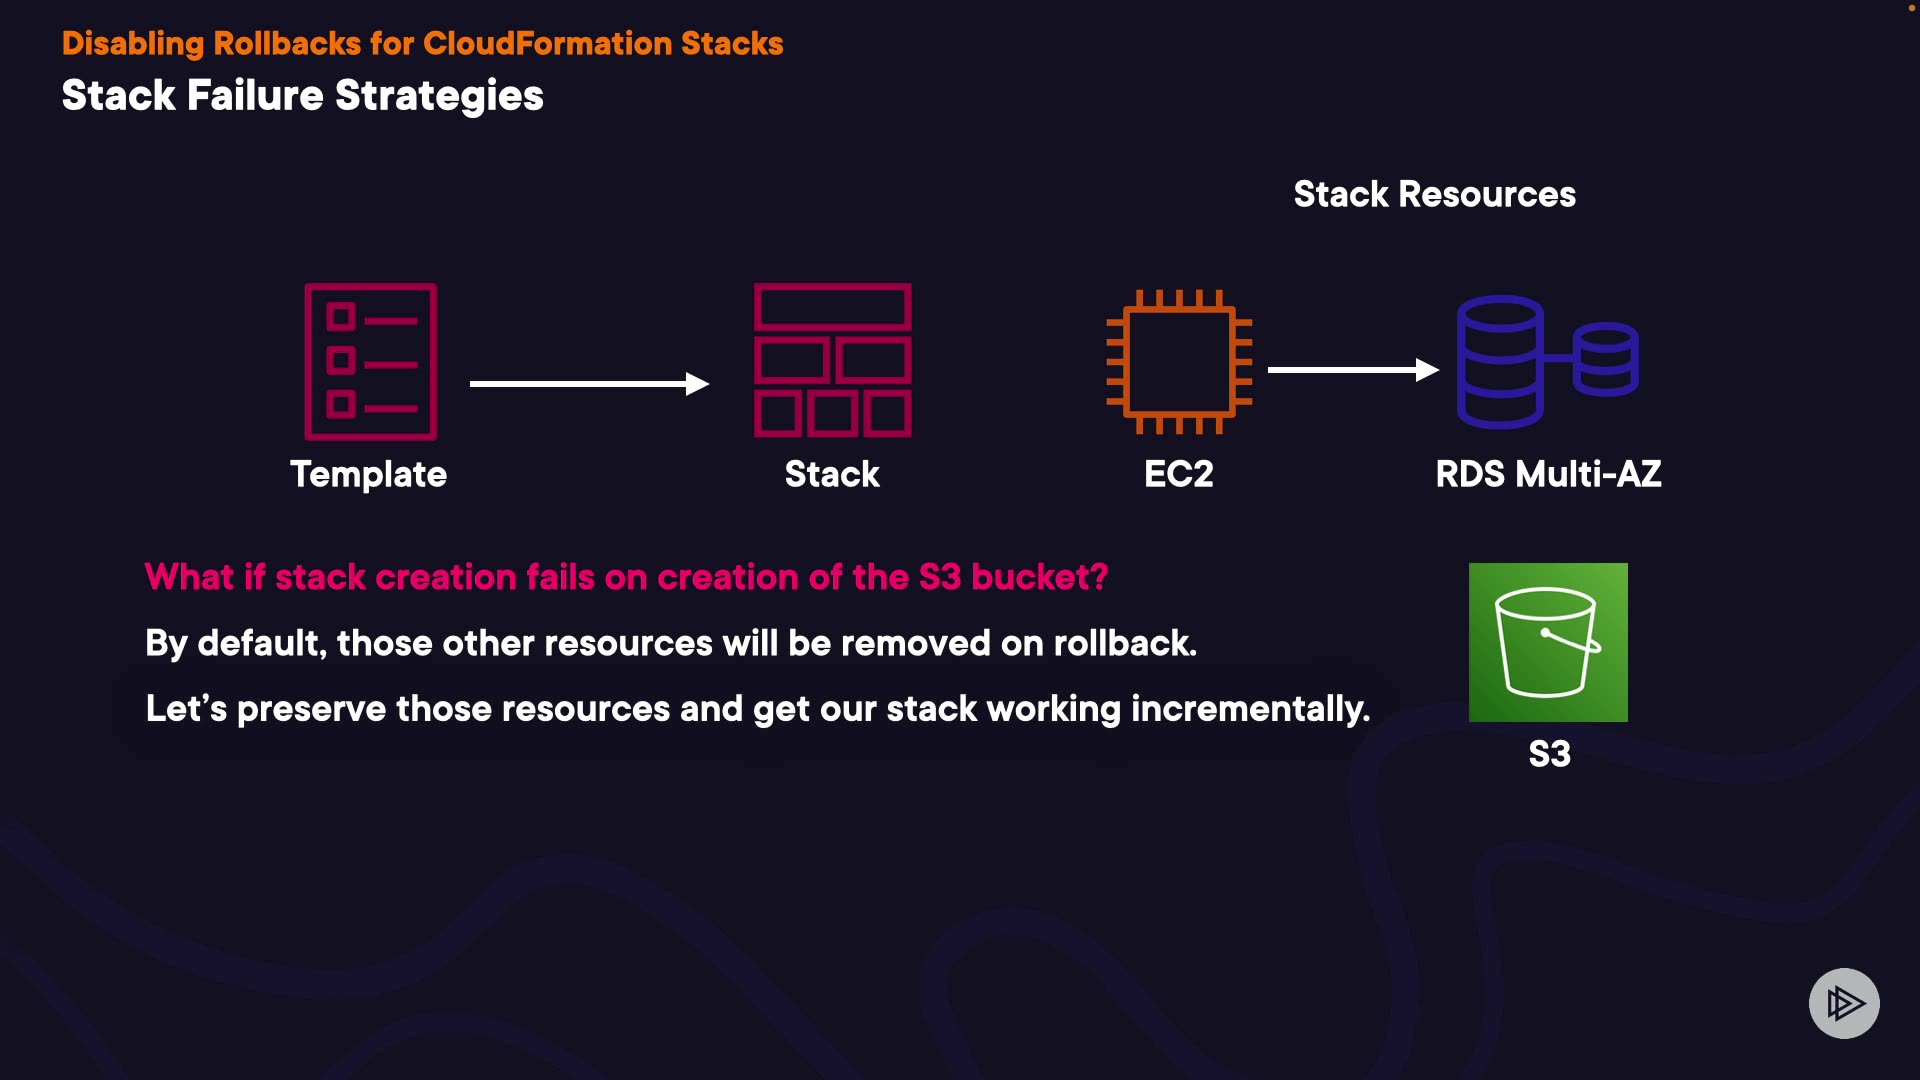 Disabling Rollbacks for CloudFormation Stacks
Stack Failure Strategies
Stack Resources
Template
Stack
EC2
RDS Multi-AZ
What if stack creation fails on creation of the S3 bucket?
By default, those other resources will be removed on rollback.
Let’s preserve those resources and get our stack working incrementally.
S3